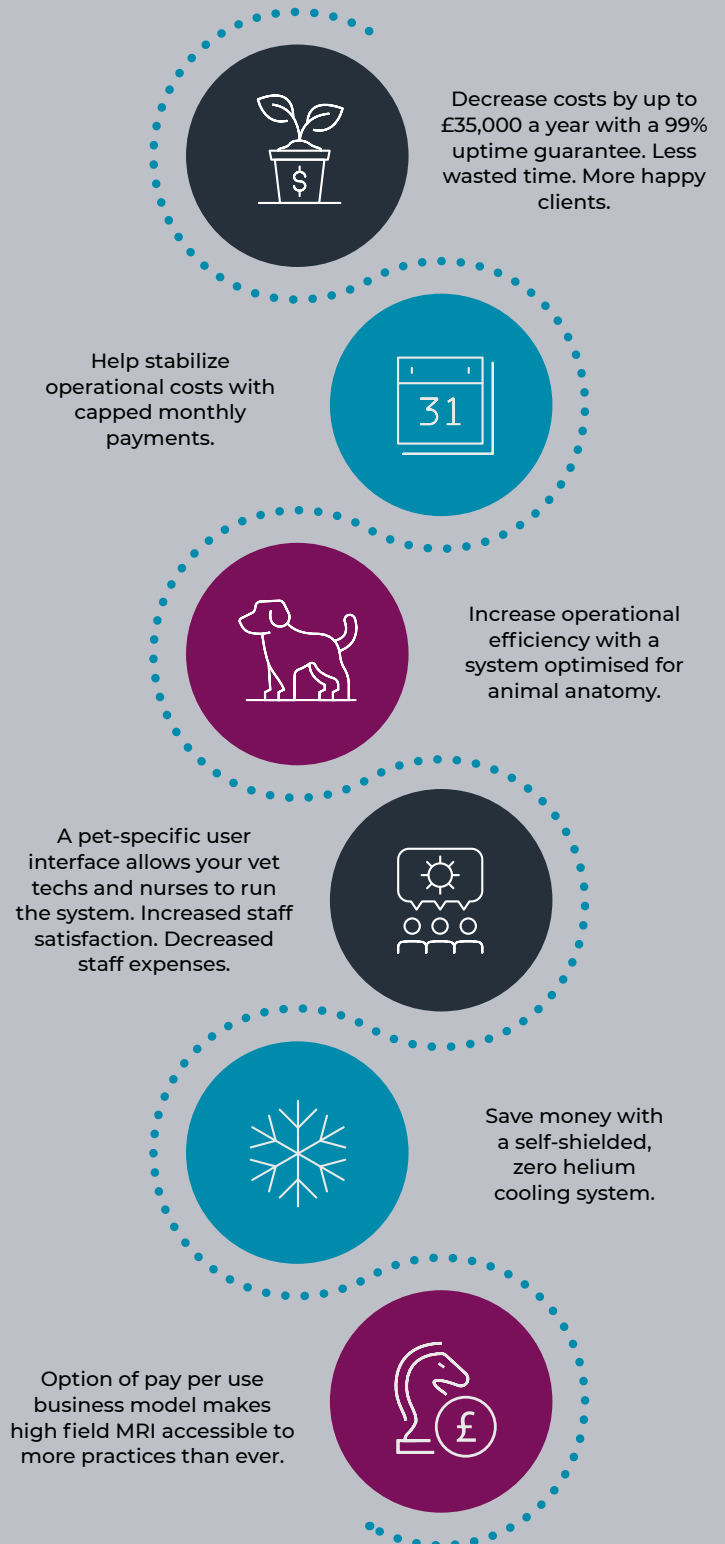 Decrease costs by up to
£35,000 a year with a 99%
uptime guarantee. Less
wasted time. More happy
clients.
$
Help stabilize
operational costs with
capped monthly
payments.
31
Increase operational
efficiency with a
system optimised for
animal anatomy.
A pet-specific user
interface allows your vet
techs and nurses to run
the system. Increased staff
satisfaction. Decreased
staff expenses.
Save money with
a self-shielded,
zero helium
cooling system.
Option of pay per use
business model makes
high field MRI accessible to
more practices than ever.
£